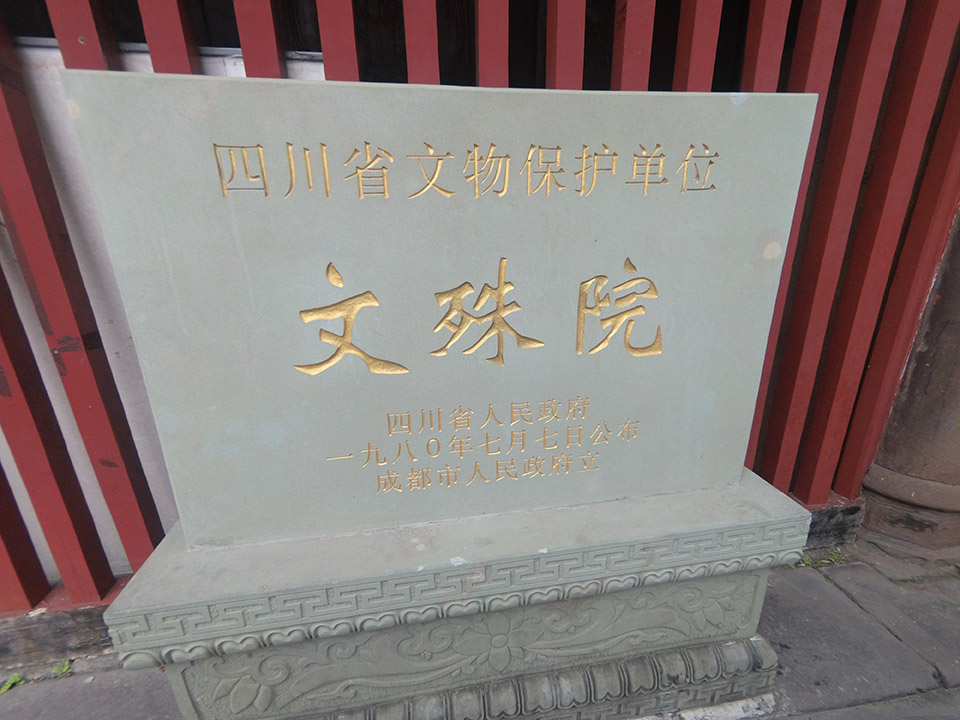 四川省文物保护单位
文殊院
四川省人民政府
一九八〇年七月七日公布
成都市人民政府立